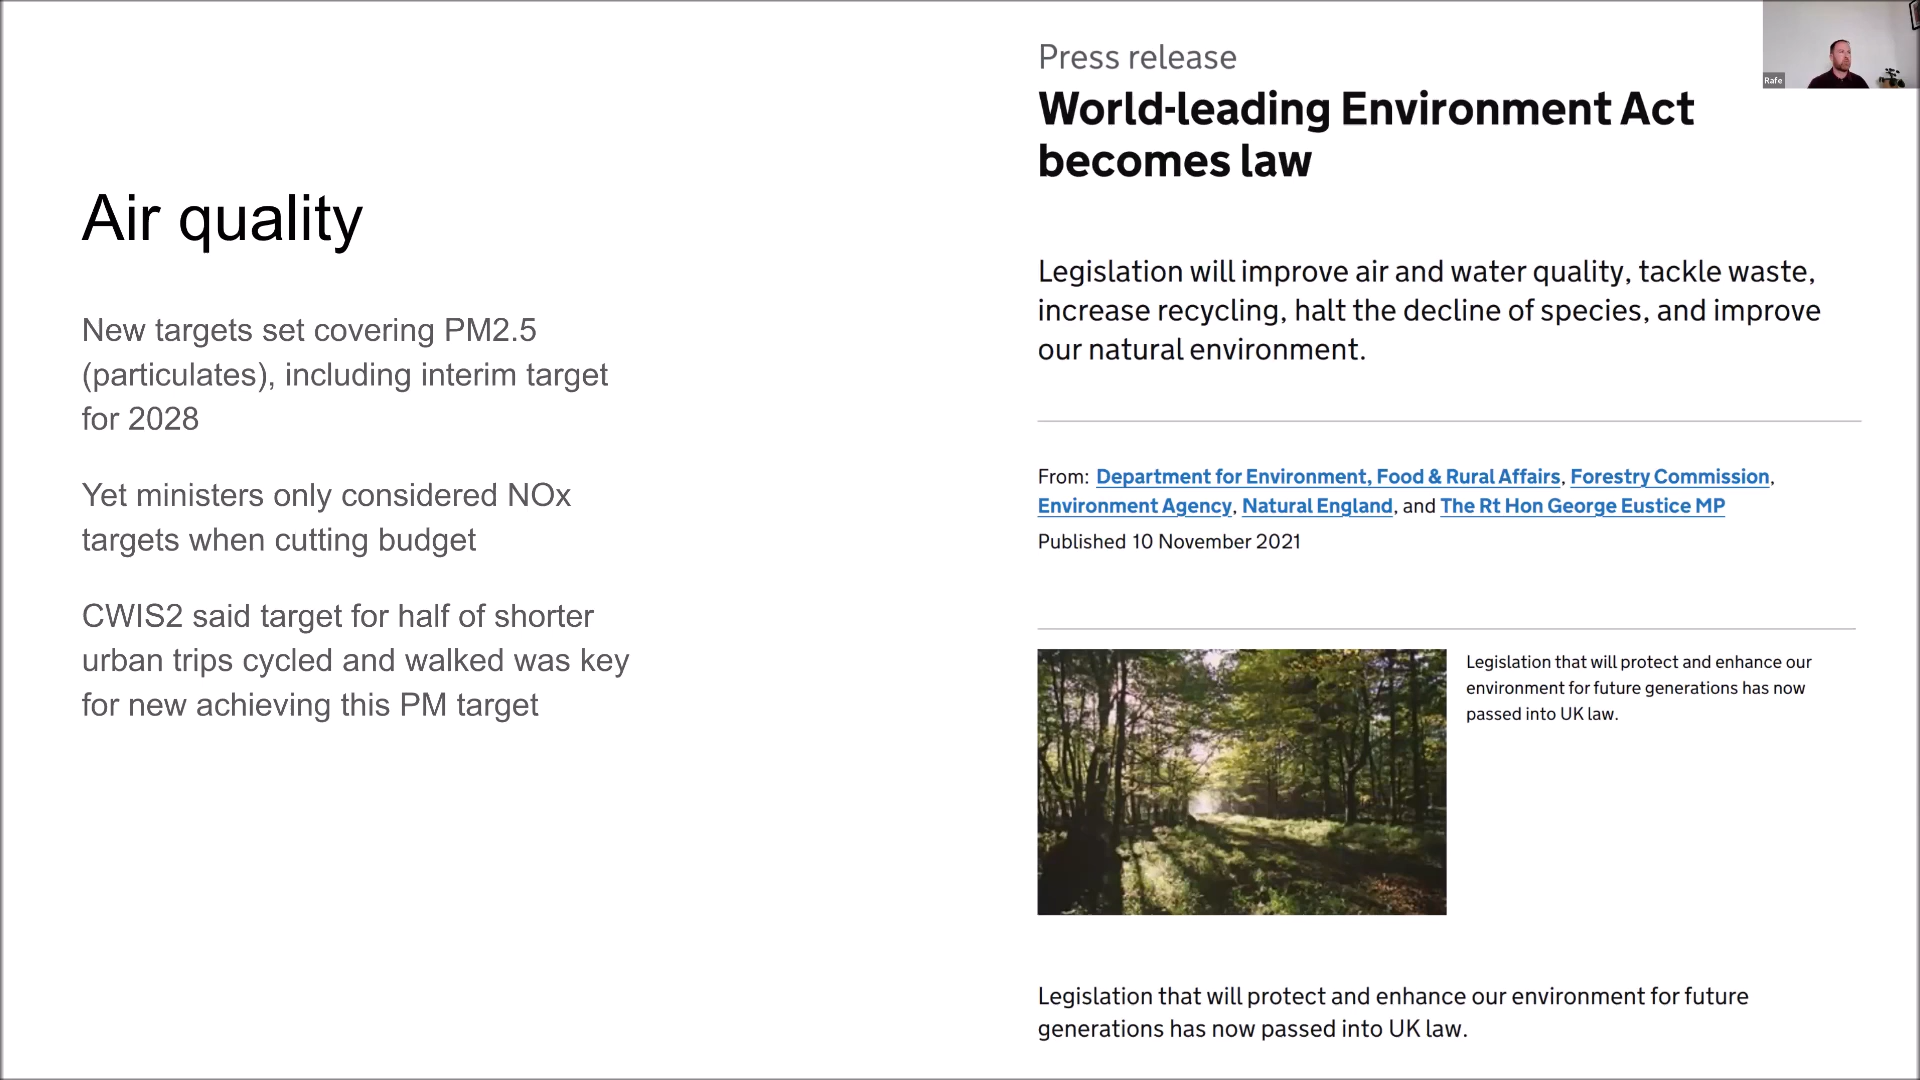 Air quality
New targets set covering PM2.5
(particulates), including interim target
for 2028
Yet ministers only considered NOx
targets when cutting budget
CWIS2 said target for half of shorter
urban trips cycled and walked was key
for new achieving this PM target
Press release
World-leading Environment Act
becomes law
Legislation will improve air and water quality, tackle waste,
increase recycling, halt the decline of species, and improve
our natural environment.
From: Department for Environment, Food & Rural Affairs, Forestry Commission,
Environment Agency, Natural England, and The Rt Hon George Eustice MP
Published 10 November 2021
Legislation that will protect and enhance our
environment for future generations has now
passed into UK law.
Legislation that will protect and enhance our environment for future
generations has now passed into UK law.
Rafe